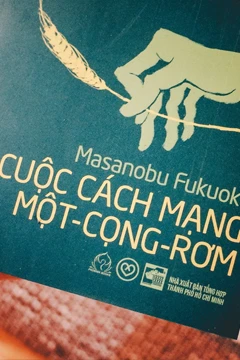 Masanobu Fukuok
CUỘC CÁCH MẠNG
MỘT-CỌNG-RƠM
NHÀ XUẤT BẢN TỔNG HỢP
THÀNH PHỐ HỒ CHÍ MINH